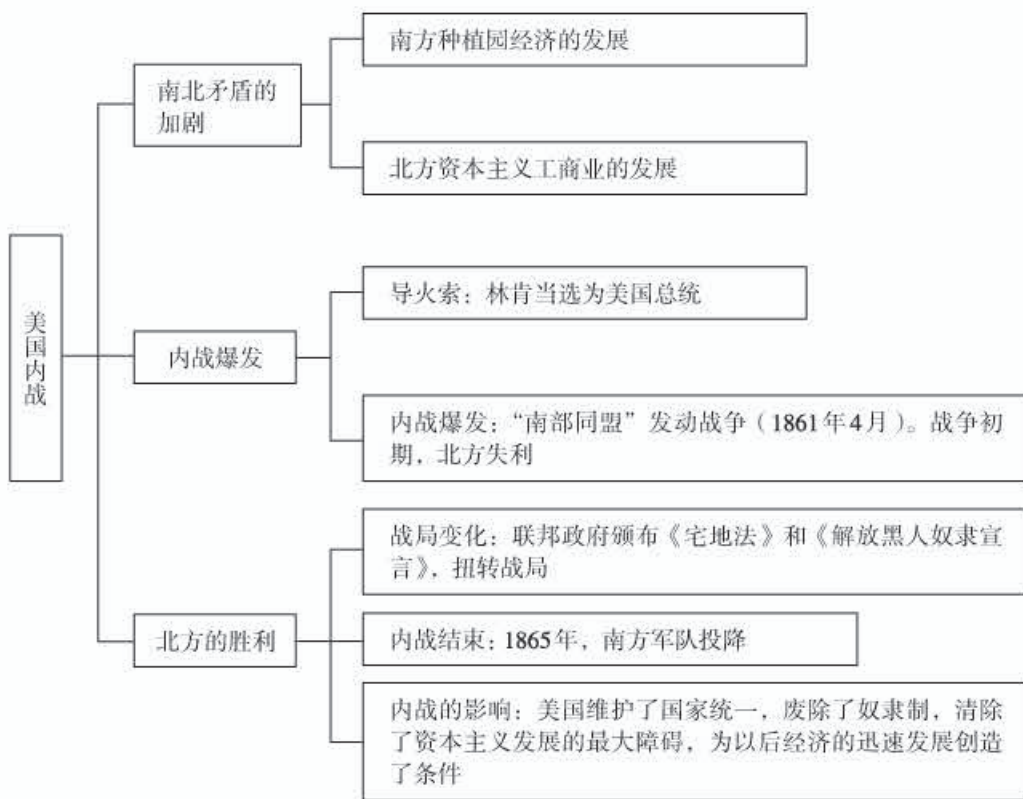 美国内战
南北矛盾的
加剧
南方种植园经济的发展
北方资本主义工商业的发展
内战爆发
导火索：林肯当选为美国总统
内战爆发：“南部同盟”发动战争（1861年4月）。战争初
期，北方失利
北方的胜利
战局变化：联邦政府颁布《宅地法》和《解放黑人奴隶宣
言》，扭转战局
内战结束：1865年，南方军队投降
内战的影响：美国维护了国家统一，废除了奴隶制，清除
了资本主义发展的最大障碍，为以后经济的迅速发展创造
了条件